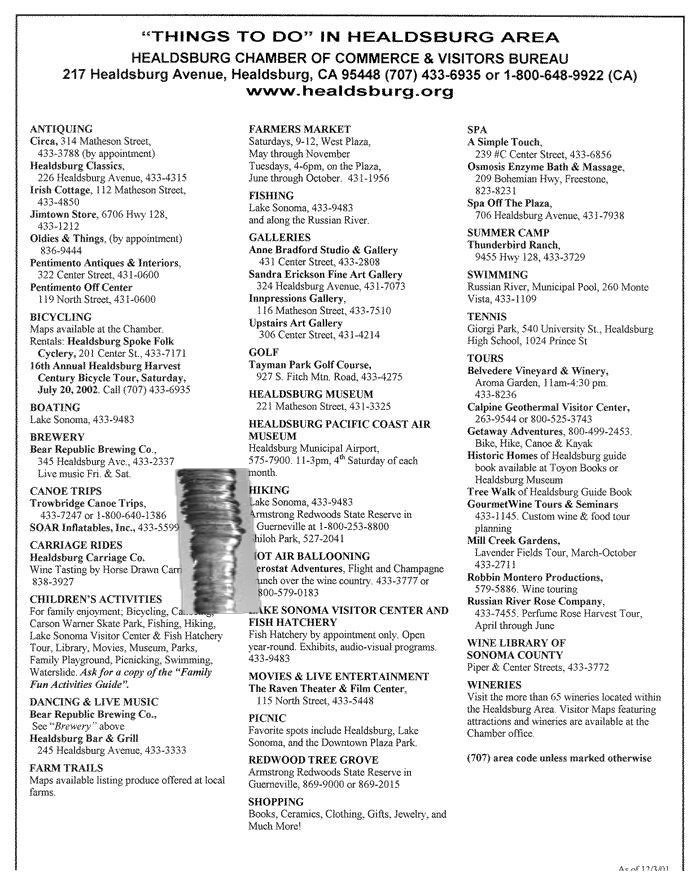 “THINGS TO DO” IN HEALDSBURG AREA
HEALDSBURG CHAMBER OF COMMERCE & VISITORS BUREAU
217 Healdsburg Avenue, Healdsburg, CA 95448 (707) 433-6935 or 1-800-648-9922 (CA)
www.healdsburg.org
ANTIQUING
Circa, 314 Matheson Street,
433-3788 (by appointment)
Healdsburg Classics,
226 Healdsburg Avenue, 433-4315
Irish Cottage, 112 Matheson Street,
433-4850
Jimtown Store, 6706 Hwy 128,
433-1212
Oldies & Things, (by appointment)
836-9444
Pentimento Antiques & Interiors,
322 Center Street, 431-0600
Pentimento Off Center
119 North Street, 431-0600
BICYCLING
Maps available at the Chamber.
Rentals: Healdsburg Spoke Folk
Cyclery, 201 Center St., 433-7171
16th Annual Healdsburg Harvest
Century Bicycle Tour, Saturday,
July 20, 2002. Call (707) 433-6935
BOATING
Lake Sonoma, 433-9483
BREWERY
Bear Republic Brewing Co.,
345 Healdsburg Ave., 433-2337
Live music Fri. & Sat.
CANOE TRIPS
Trowbridge Canoe Trips,
433-7247 or 1-800-640-1386
SOAR Inflatables, Inc., 433-5599
CARRIAGE RIDES
Healdsburg Carriage Co.
Wine Tasting by Horse Drawn
838-3927
CHILDREN'S ACTIVITIES
For family enjoyment; Bicycling,
Carson Warner Skate Park, Fishing, Hiking,
Lake Sonoma Visitor Center & Fish Hatchery
Tour, Library, Movies, Museum, Parks,
Family Playground, Picnicking, Swimming,
Waterslide. Ask for a copy of the “Family
Fun Activities Guide”.
DANCING & LIVE MUSIC
Bear Republic Brewing Co.,
See “Brewery” above
Healdsburg Bar & Grill
245 Healdsburg Avenue, 433-3333
FARM TRAILS
Maps available listing produce offered at local
farms.
FARMERS MARKET
Saturdays, 9-12, West Plaza,
May through November
Tuesdays, 4-6pm, on the Plaza,
June through October. 431-1956
FISHING
Lake Sonoma, 433-9483
and along the Russian River.
GALLERIES
Anne Bradford Studio & Gallery
431 Center Street, 433-2808
Sandra Erickson Fine Art Gallery
324 Healdsburg Avenue, 431-7073
Innpressions Gallery,
116 Matheson Street, 433-7510
Upstairs Art Gallery
306 Center Street, 431-4214
GOLF
Tayman Park Golf Course,
927 S. Fitch Mtn. Road, 433-4275
HEALDSBURG MUSEUM
221 Matheson Street, 431-3325
HEALDSBURG PACIFIC COAST AIR
MUSEUM
Healdsburg Municipal Airport,
575-7900. 11-3pm, 4th Saturday of each
month.
HIKING
Lake Sonoma, 433-9483
Armstrong Redwoods State Reserve in
Guerneville at 1-800-253-8800
Park, 527-2041
HOT AIR BALLOONING
Adventures, Flight and Champagne
over the wine country. 433-3777 or
LAKE SONOMA VISITOR CENTER AND
FISH HATCHERY
Fish Hatchery by appointment only. Open
year-round. Exhibits, audio-visual programs.
433-9483
MOVIES & LIVE ENTERTAINMENT
The Raven Theater & Film Center,
115 North Street, 433-5448
PICNIC
Favorite spots include Healdsburg, Lake
Sonoma, and the Downtown Plaza Park.
REDWOOD TREE GROVE
Armstrong Redwoods State Reserve in
Guerneville, 869-9000 or 869-2015
SHOPPING
Books, Ceramics, Clothing, Gifts, Jewelry, and
Much More!
SPA
A Simple Touch,
239 #C Center Street, 433-6856
Osmosis Enzyme Bath & Massage,
209 Bohemian Hwy, Freestone,
823-8231
Spa Off The Plaza,
706 Healdsburg Avenue, 431-7938
SUMMER CAMP
Thunderbird Ranch,
9455 Hwy 128, 433-3729
SWIMMING
Russian River, Municipal Pool, 260 Monte
Vista, 433-1109
TENNIS
Giorgi Park, 540 University St., Healdsburg
High School, 1024 Prince St
TOURS
Belvedere Vineyard & Winery,
Aroma Garden, 11am-4:30 pm.
433-8236
Calpine Geothermal Visitor Center,
263-9544 or 800-525-3743
Getaway Adventures, 800-499-2453.
Bike, Hike, Canoe & Kayak
Historic Homes of Healdsburg guide
book available at Toyon Books or
Healdsburg Museum
Tree Walk of Healdsburg Guide Book
GourmetWine Tours & Seminars
433-1145. Custom wine & food tour
planning
Mill Creek Gardens,
Lavender Fields Tour, March-October
433-2711
Robbin Montero Productions,
579-5886. Wine touring
Russian River Rose Company,
433-7455. Perfume Rose Harvest Tour,
April through June
WINE LIBRARY OF
SONOMA COUNTY
Piper & Center Streets, 433-3772
WINERIES
Visit the more than 65 wineries located within
the Healdsburg Area. Visitor Maps featuring
attractions and wineries are available at the
Chamber office.
(707) area code unless marked otherwise
As of 12/3/01